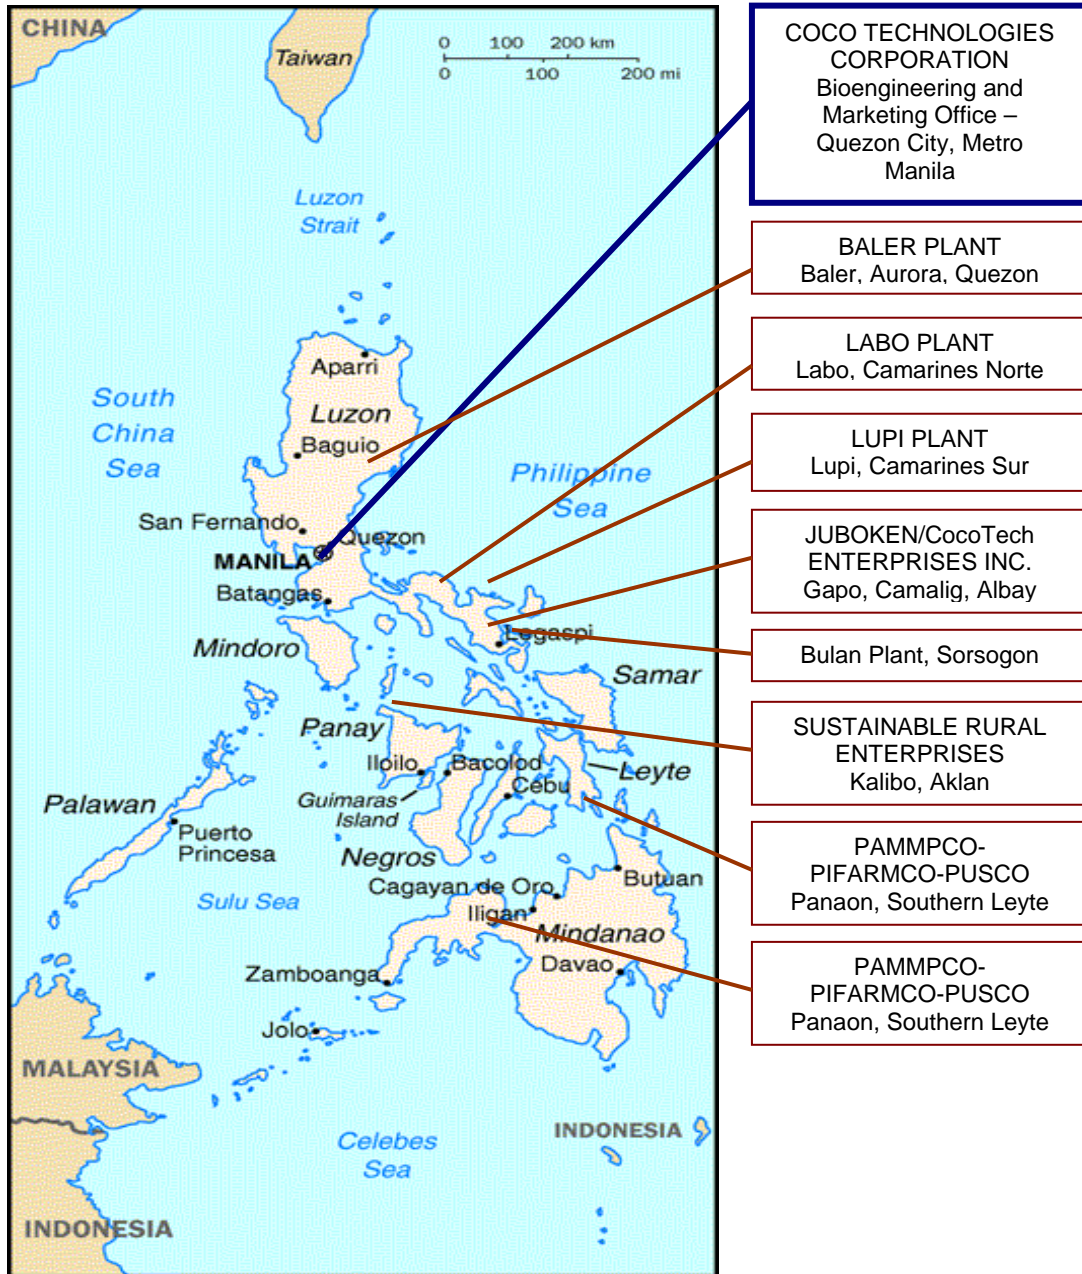 CHINA
Taiwan
0 100 200 km
0 100 200 mi
Luzon
Strait
Aparri
Luzon
Baguio
South
China
Sea
Philippine
Sea
San Fernando
Quezon
MANILA
Batangas
Mindoro
Legaspi
Samar
Panay
Iloilo
Bacolod
Cebu
Leyte
Guimaras
Island
Palawan
Puerto
Princesa
Negros
Sulu Sea
Cagayan de Oro
Butuan
Iligan
Mindanao
Davao
Zamboanga
Jolo
MALAYSIA
Celebes
Sea
INDONESIA
INDONESIA
COCO TECHNOLOGIES
CORPORATION
Bioengineering and
Marketing Office –
Quezon City, Metro
Manila
BALER PLANT
Baler, Aurora, Quezon
LABO PLANT
Labo, Camarines Norte
LUPI PLANT
Lupi, Camarines Sur
JUBOKEN/CocoTech
ENTERPRISES INC.
Gapo, Camalig, Albay
Bulan Plant, Sorsogon
SUSTAINABLE RURAL
ENTERPRISES
Kalibo, Aklan
PAMMPCO-
PIFARMCO-PUSCO
Panaon, Southern Leyte
PAMMPCO-
PIFARMCO-PUSCO
Panaon, Southern Leyte